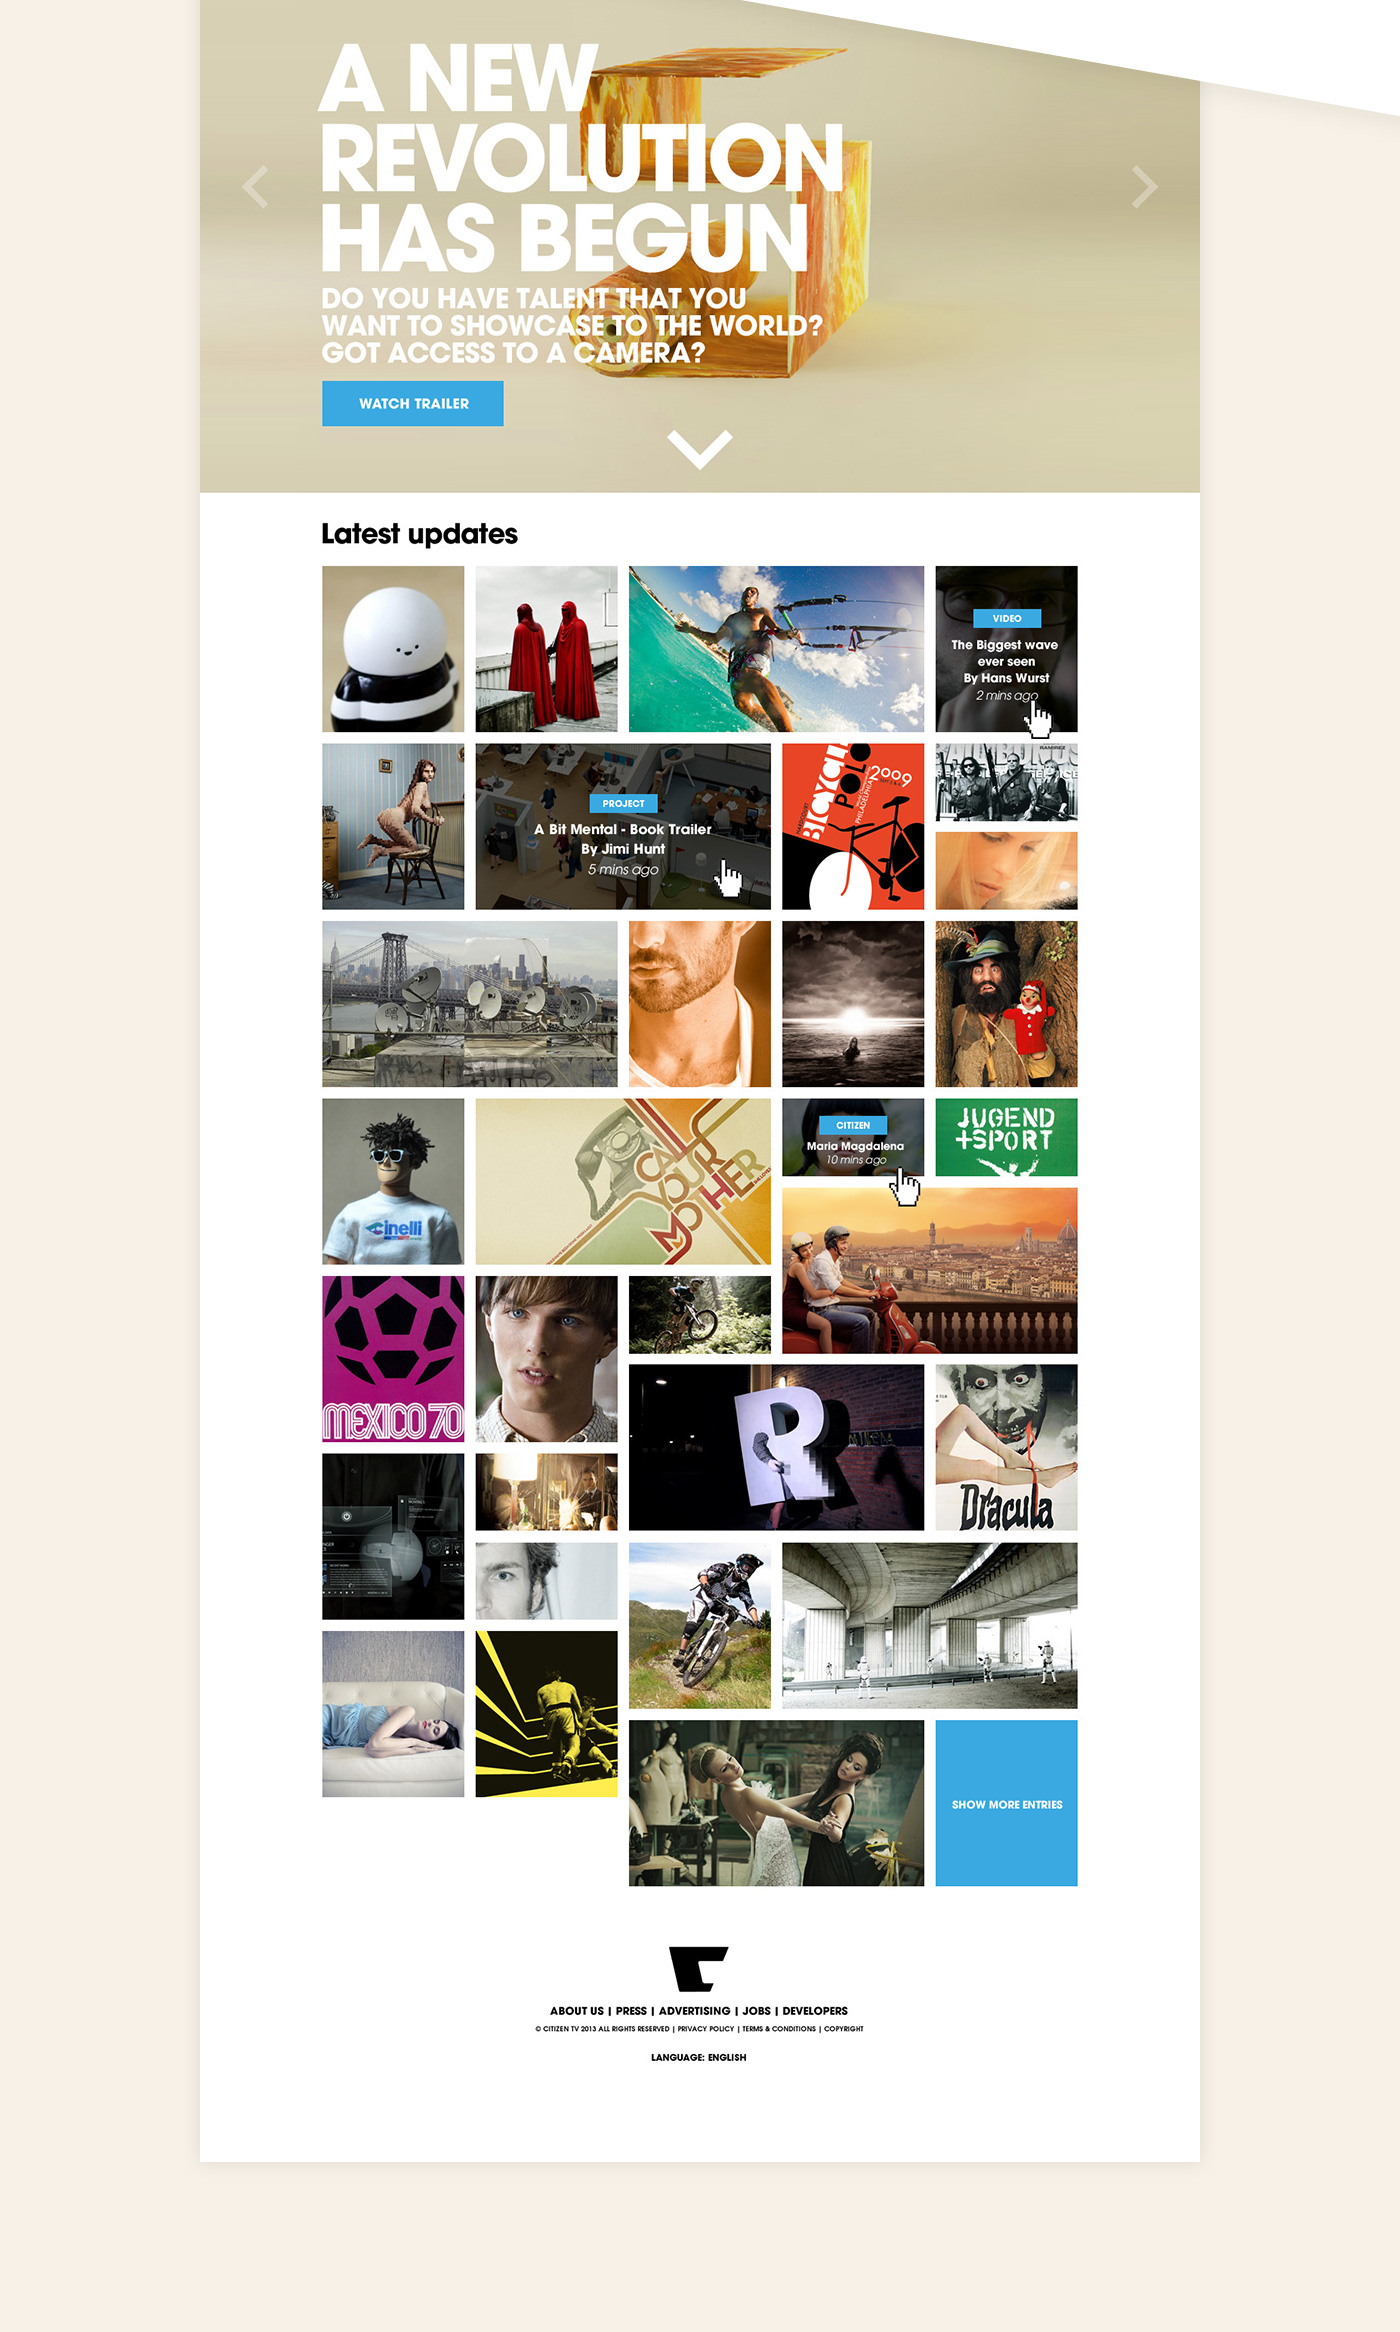 A NEW
REVOLUTION
HAS BEGUN
DO YOU HAVE TALENT THAT YOU
WANT TO SHOWCASE TO THE WORLD?
GOT ACCESS TO A CAMERA?
WATCH TRAILER
Latest updates
VIDEO
The Biggest wave
ever seen
By Hans Wurst
2 mins ago
PROJECT
A Bit Mental - Book Trailer
By Jimi Hunt
5 mins ago
BICYCLE
POLO
2009
PHILADELPHIA
RAMIREZ
CITIZEN
Maria Magdalena
10 mins ago
JUGEND
+SPORT
Cinelli
CALL
YOUR
MOTHER
MEXICO 70
R
Dracula
SHOW MORE ENTRIES
ABOUT US | PRESS | ADVERTISING | JOBS | DEVELOPERS
© CITIZEN TV 2013 ALL RIGHTS RESERVED | PRIVACY POLICY | TERMS & CONDITIONS | COPYRIGHT
LANGUAGE: ENGLISH